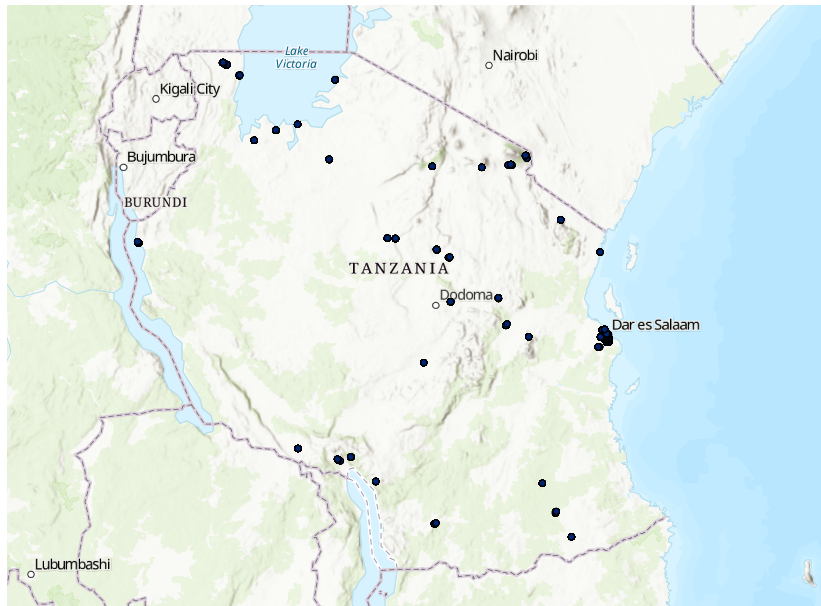 Lake
Victoria
Nairobi
Kigali City
Bujumbura
BURUNDI
TANZANIA
Dodoma
Dar es Salaam
Lubumbashi